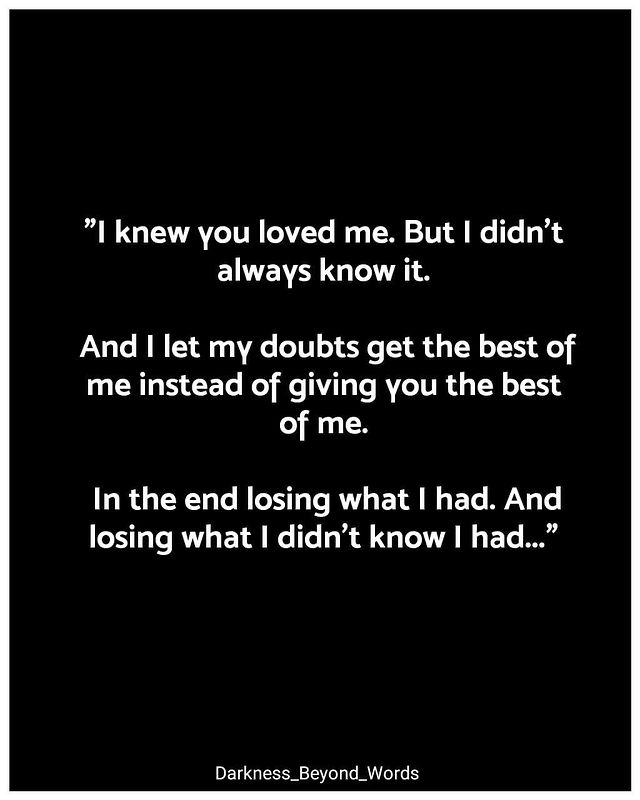 ”I knew you loved me. But I didn’t
always know it.
And I let my doubts get the best of
me instead of giving you the best
of me.
In the end losing what I had. And
losing what I didn’t know I had...”
Darkness_Beyond_Words